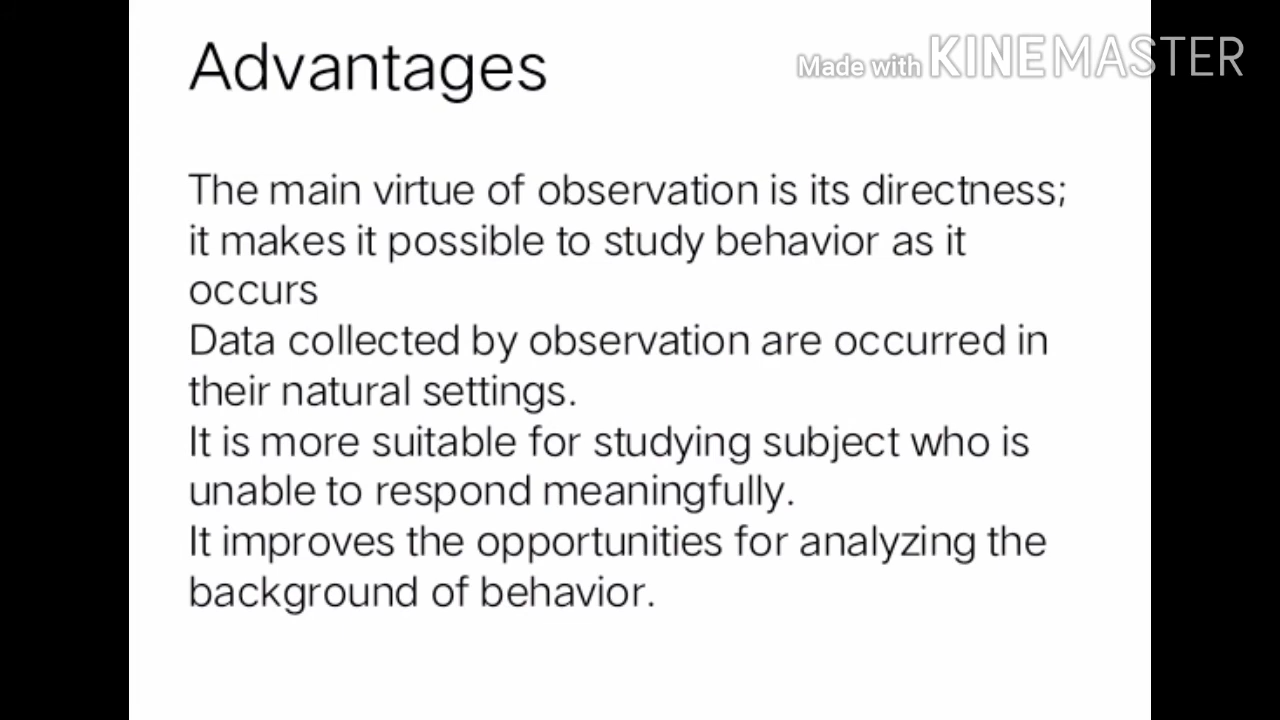 Advantages
Made with KINEMASTER
The main virtue of observation is its directness;
it makes it possible to study behavior as it
occurs
Data collected by observation are occurred in
their natural settings.
It is more suitable for studying subject who is
unable to respond meaningfully.
It improves the opportunities for analyzing the
background of behavior.